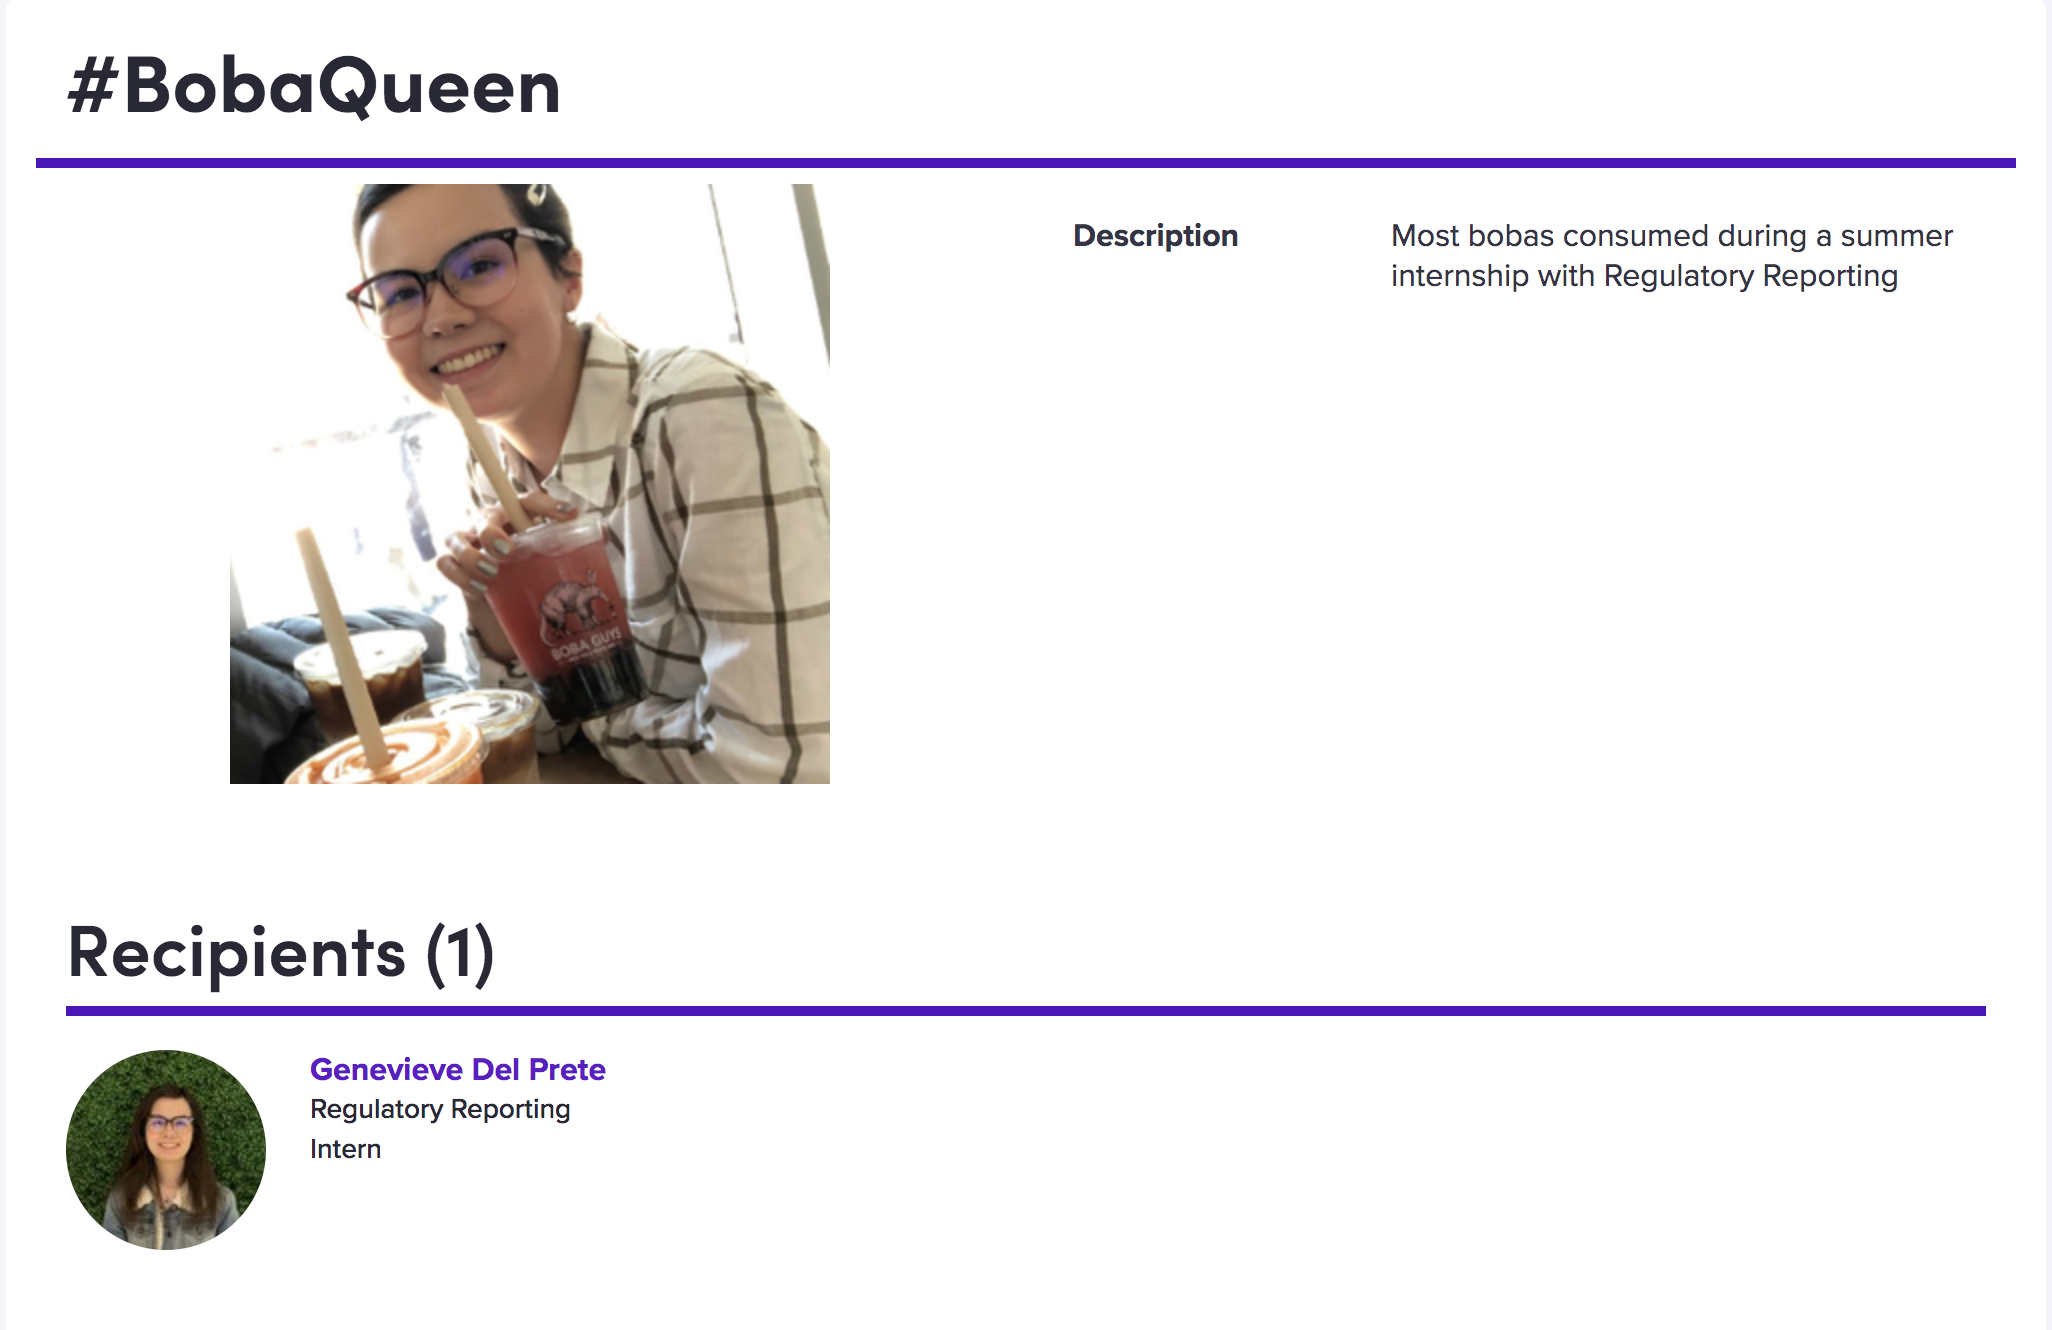 #BobaQueen
Description
Most bobas consumed during a summer
internship with Regulatory Reporting
BOBA GUYS
Recipients (1)
Genevieve Del Prete
Regulatory Reporting
Intern